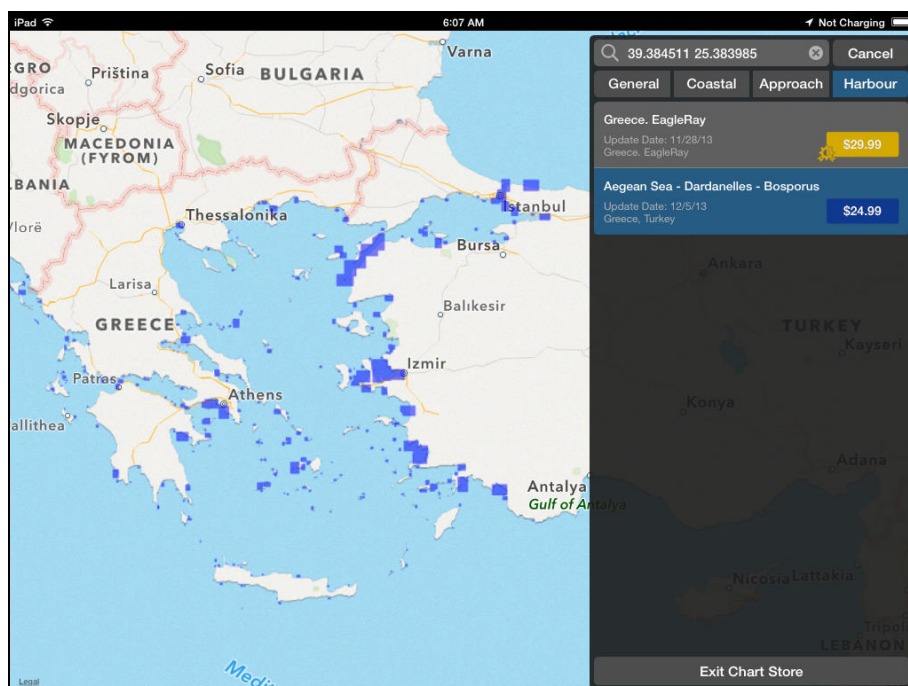 iPad
6:07 AM
Not Charging
39.384511 25.383985
Cancel
General
Coastal
Approach
Harbour
Greece. EagleRay
Update Date: 11/28/13
Greece. EagleRay
$29.99
Aegean Sea - Dardanelles - Bosporus
Update Date: 12/5/13
Greece, Turkey
$24.99
Varna
EGRO
Priština
Sofia
BULGARIA
dgorica
Skopje
MACEDONIA
(FYROM)
LBANIA
Thessalonika
Istanbul
Vlorë
Bursa
Ankara
Larisa
Balıkesir
GREECE
TURKEY
Kayseri
Izmir
Patras
Athens
Konya
allithea
Adana
Antalya
Gulf of Antalya
Nicosia
Lattakia
Tripoli
LEBANON
Medi
Legal
Exit Chart Store